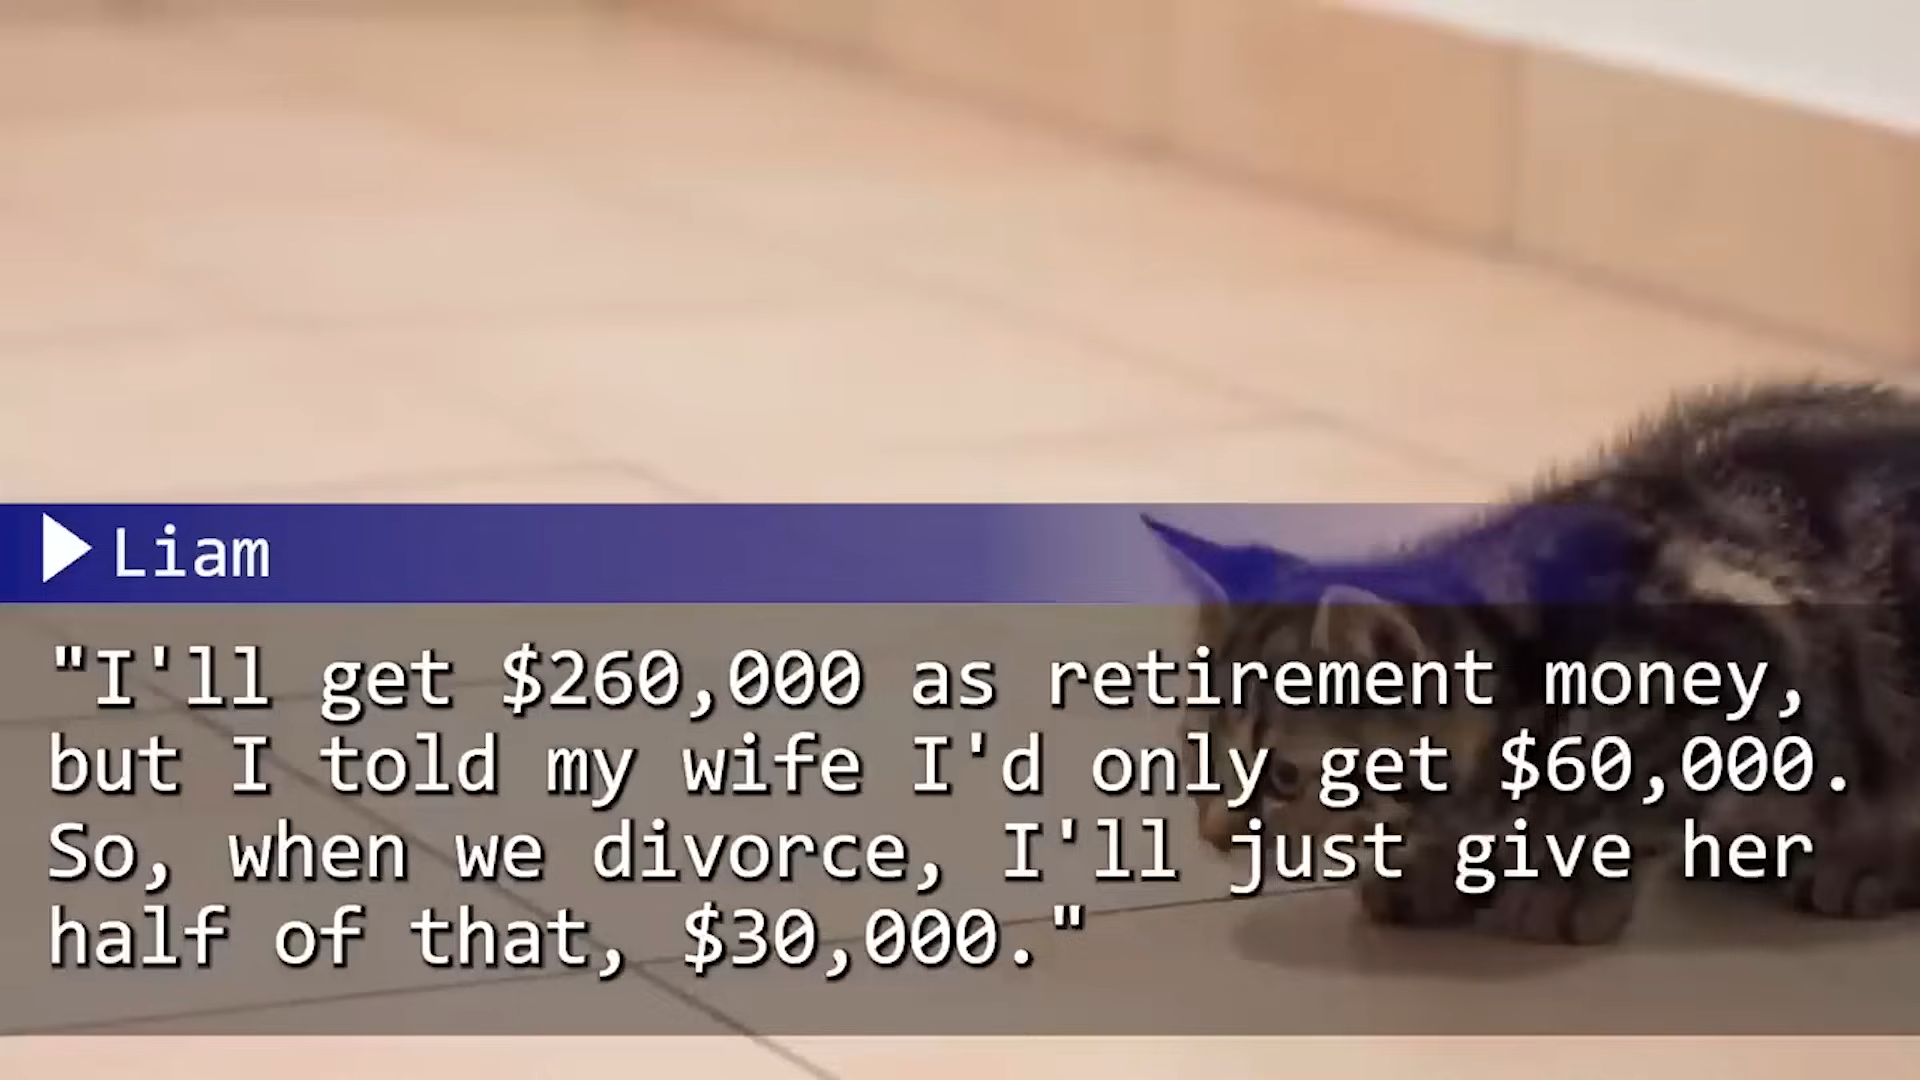 Liam
"I'll get $260,000 as retirement money,
but I told my wife I'd only get $60,000.
So, when we divorce, I'll just give her
half of that, $30,000."